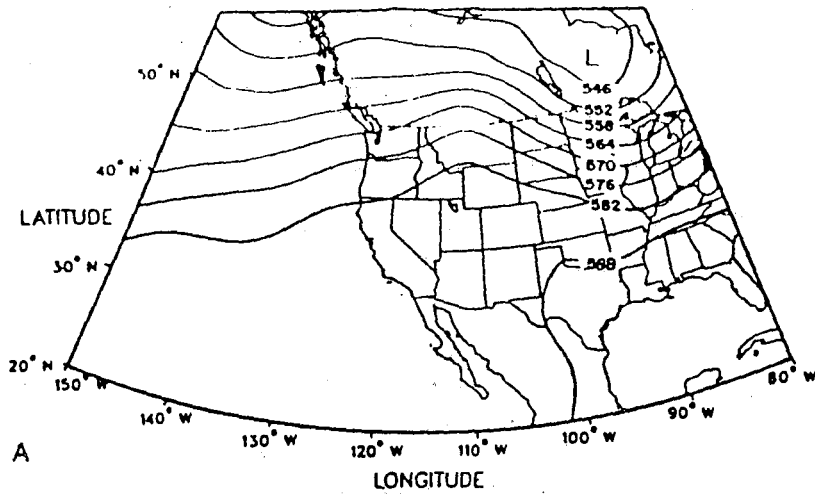 L
50° N
546
552
558
564
40° N
570
576
LATITUDE
582
30° N
588
20° N
150° W
80° W
140° W
90° W
130° W
120° W
110° W
100° W
A
LONGITUDE